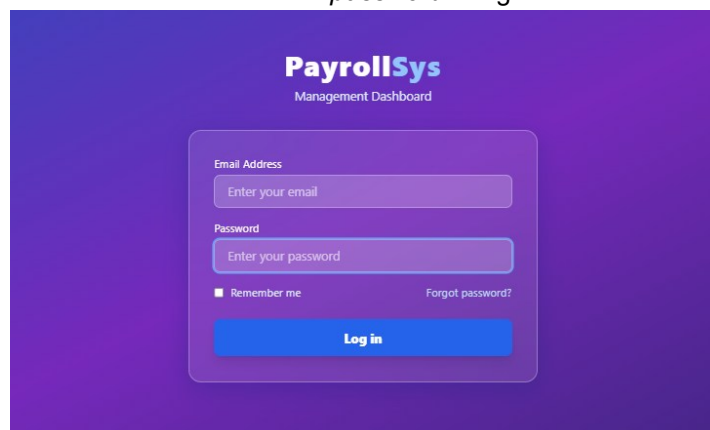 PayrollSys
Management Dashboard
Email Address
Enter your email
Password
Enter your password
Remember me Forgot password?
Log in